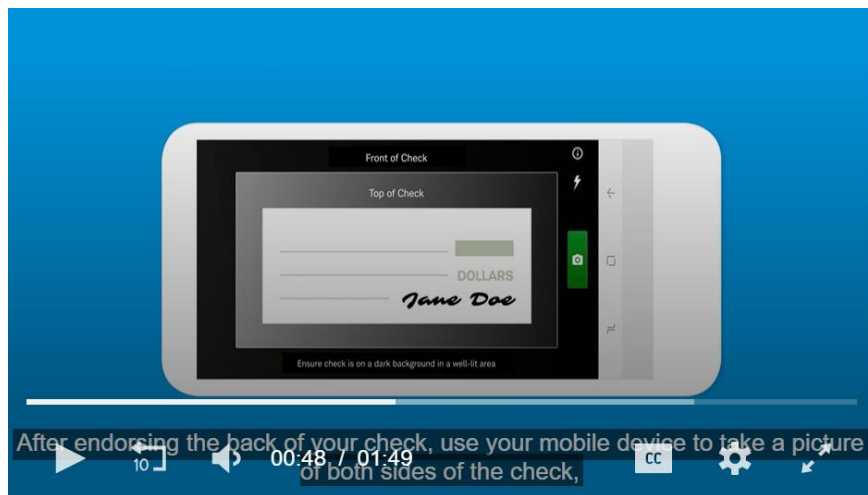 Front of Check
Top of Check
DOLLARS
Jane Doe
Ensure check is on a dark background in a well-lit area
After endorsing the back of your check, use your mobile device to take a picture
of both sides of the check,
10
00:48 / 01:49
CC